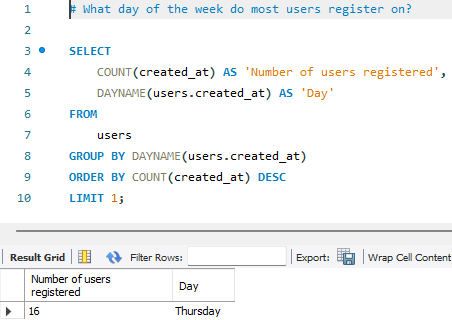 1 # What day of the week do most users register on?
2
3 SELECT
4 COUNT(created_at) AS 'Number of users registered',
5 DAYNAME(users.created_at) AS 'Day'
6 FROM
7 users
8 GROUP BY DAYNAME(users.created_at)
9 ORDER BY COUNT(created_at) DESC
10 LIMIT 1;
Result Grid Filter Rows: Export: Wrap Cell Content
Number of users registered Day
16 Thursday